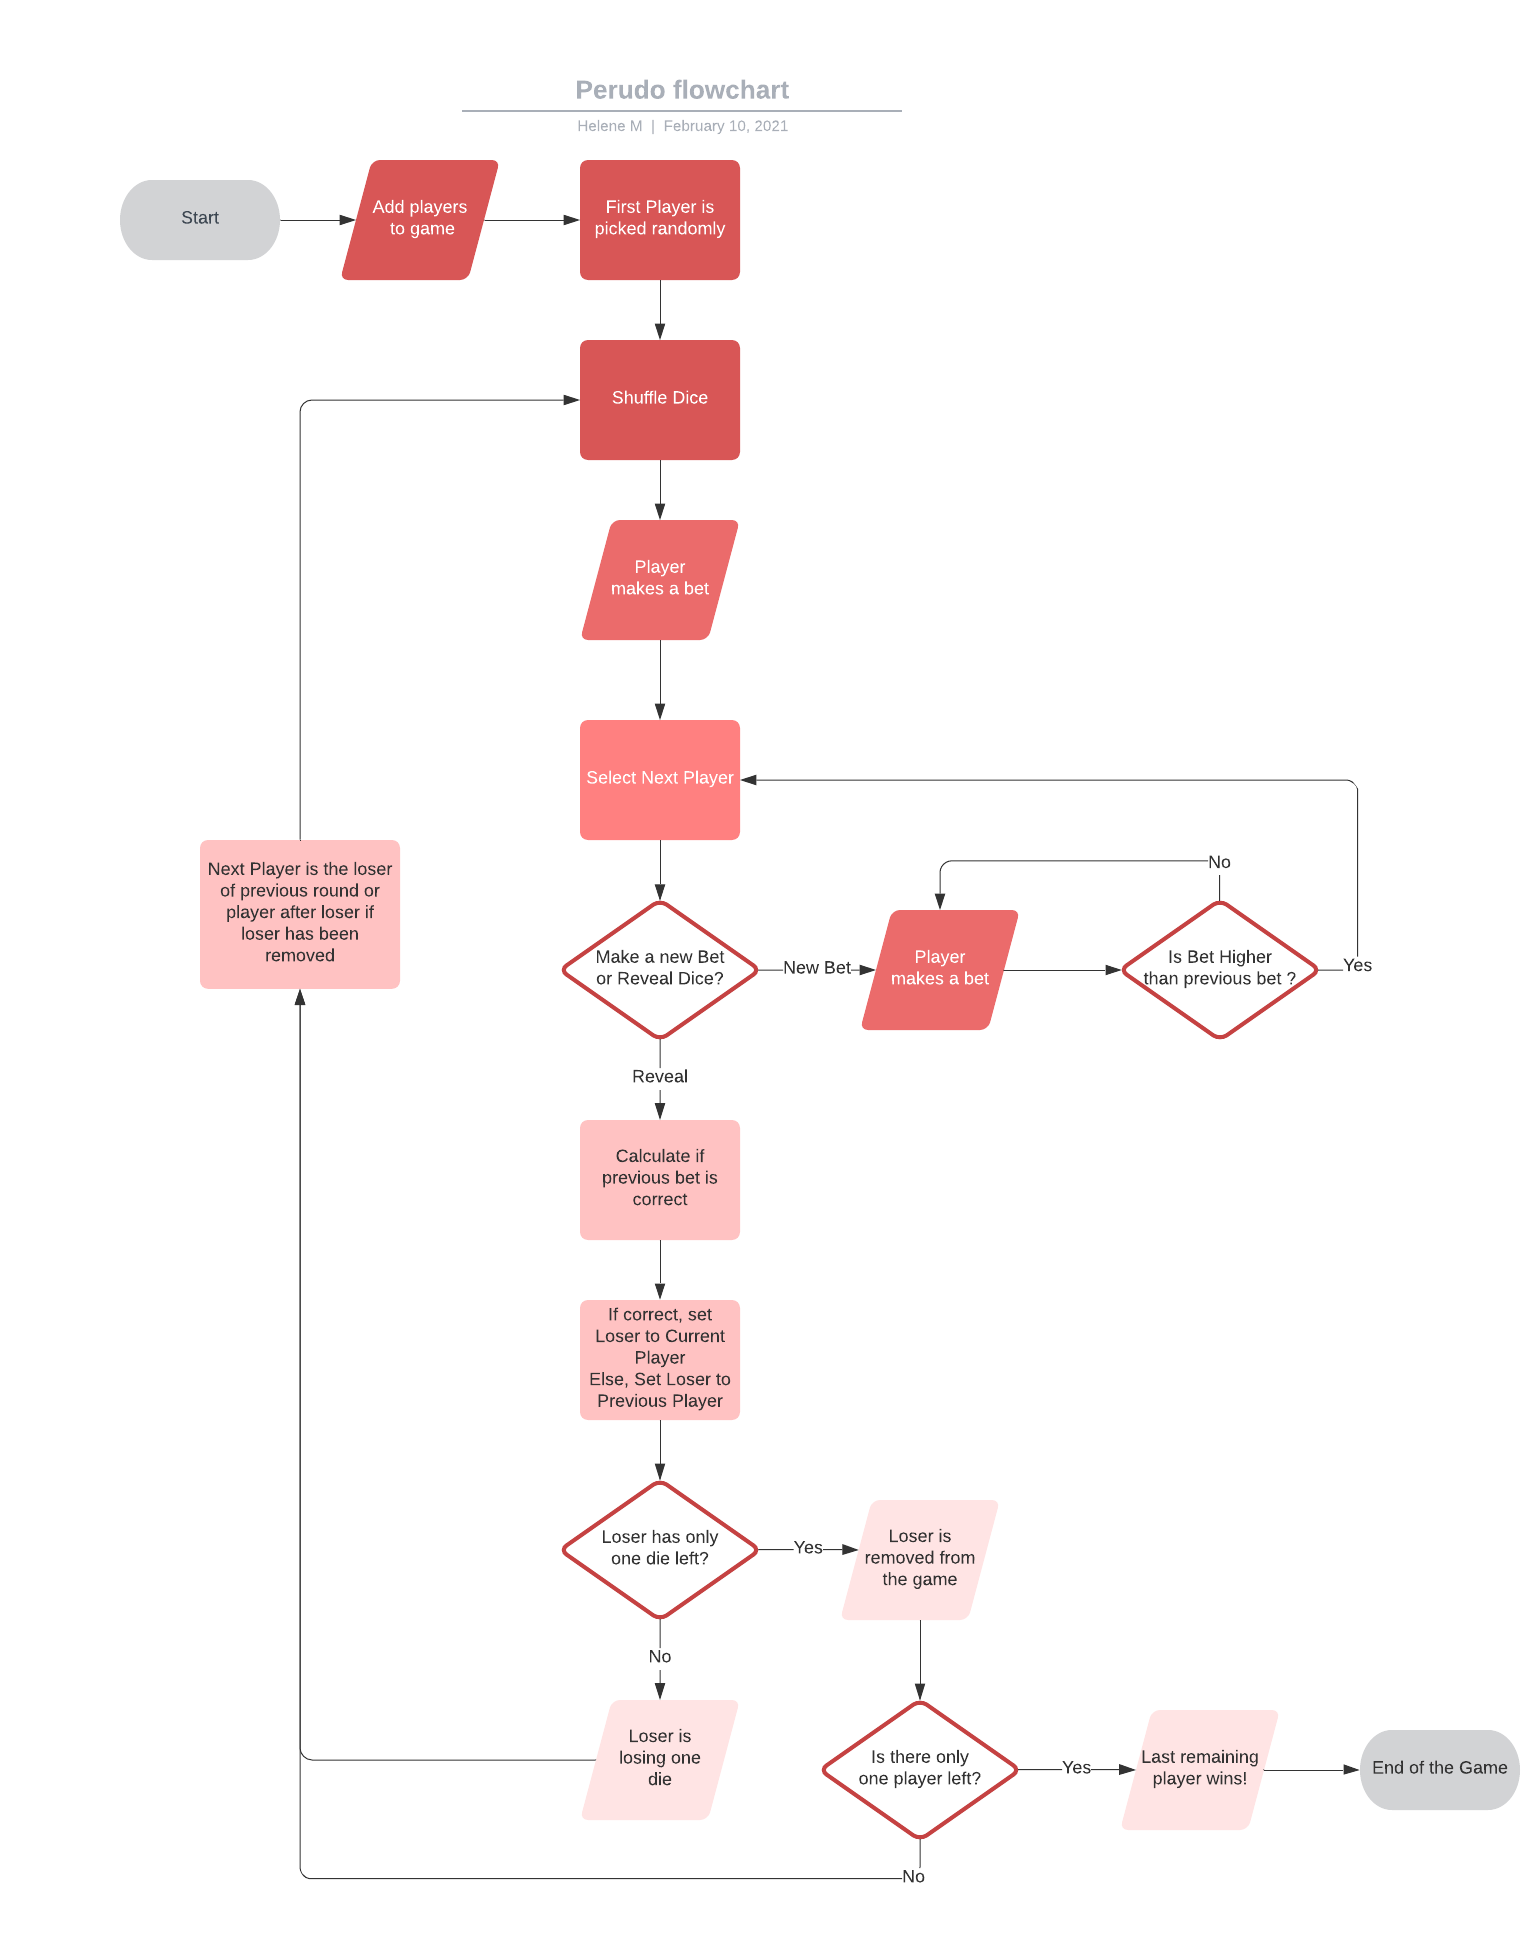 Perudo flowchart
Helene M | February 10, 2021
Start
Add players
to game
First Player is
picked randomly
Shuffle Dice
Player
makes a bet
Select Next Player
Next Player is the loser
of previous round or
player after loser if
loser has been
removed
Make a new Bet
or Reveal Dice?
New Bet
Player
makes a bet
No
Is Bet Higher
than previous bet ?
Yes
Reveal
Calculate if
previous bet is
correct
If correct, set
Loser to Current
Player
Else, Set Loser to
Previous Player
Loser has only
one die left?
Yes
Loser is
removed from
the game
No
Loser is
losing one
die
Is there only
one player left?
Yes
Last remaining
player wins!
End of the Game
No